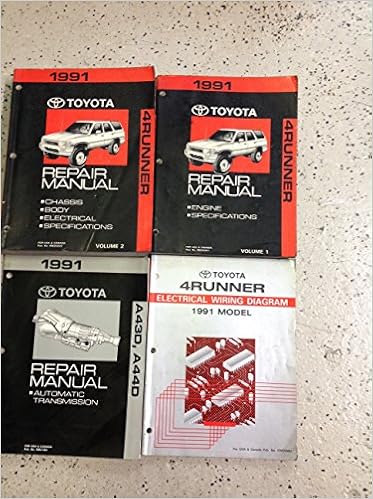 1991
TOYOTA
4RUNNER
REPAIR
MANUAL
CHASSIS
BODY
ELECTRICAL
SPECIFICATIONS
VOLUME 2
1991
TOYOTA
4RUNNER
REPAIR
MANUAL
ENGINE
SPECIFICATIONS
VOLUME 1
1991
TOYOTA
A43D, A44D
REPAIR
MANUAL
AUTOMATIC
TRANSMISSION
TOYOTA
4RUNNER
ELECTRICAL WIRING DIAGRAM
1991 MODEL